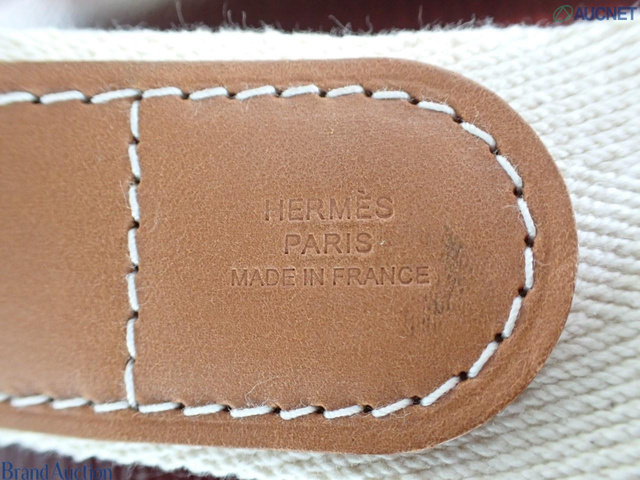 AUCNET
HERMÈS
PARIS
MADE IN FRANCE
Brand Auction